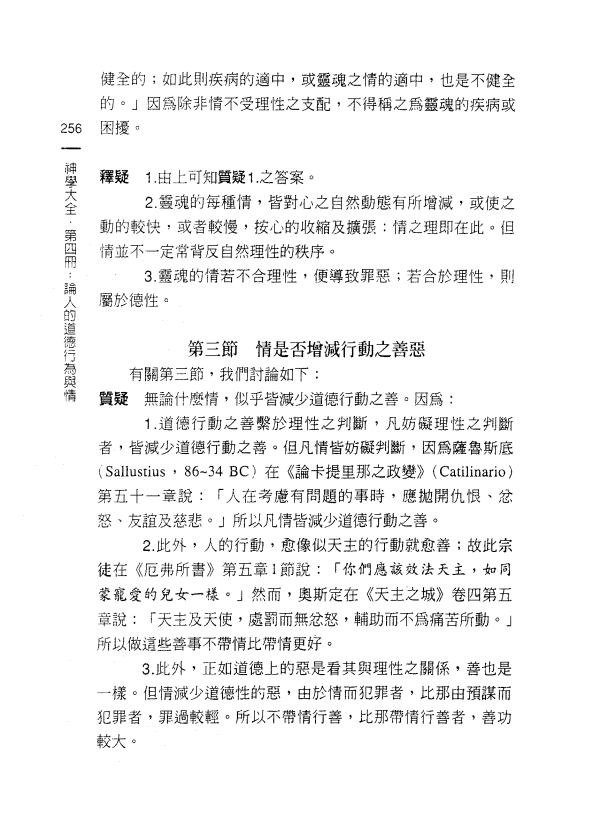 健全的；如此則疾病的適中，或靈魂之情的適中，也是不健全
的。」因爲除非情不受理性之支配，不得稱之爲靈魂的疾病或
困擾。
256
神學大全．第四冊：論人的道德行為與情
釋疑　1.由上可知質疑1.之答案。
2.靈魂的每種情，皆對心之自然動態有所增減，或使之
動的較快，或者較慢，按心的收縮及擴張：情之理即在此。但
情並不一定常背反自然理性的秩序。
3.靈魂的情若不合理性，便導致罪惡；若合於理性，則
屬於德性。
第三節　情是否增減行動之善惡
有關第三節，我們討論如下：
質疑　無論什麼情，似乎皆減少道德行動之善。因爲：
1.道德行動之善繫於理性之判斷，凡妨礙理性之判斷
者，皆減少道德行動之善。但凡情皆妨礙判斷，因爲薩魯斯底
(Sallustius，86~34 BC）在《論卡提里那之政變》(Catilinario）
第五十一章說：「人在考慮有問題的事時，應拋開仇恨、忿
怒、友誼及慈悲。」所以凡情皆減少道德行動之善。
2.此外，人的行動，愈像似天主的行動就愈善；故此宗
徒在《厄弗所書》第五章1節說：「你們應該效法天主，如同
蒙寵愛的兒女一樣。」然而，奧斯定在《天主之城》卷四第五
章說：「天主及天使，處罰而無忿怒，輔助而不爲痛苦所動。」
所以做這些善事不帶情比帶情更好。
3.此外，正如道德上的惡是看其與理性之關係，善也是
一樣。但情減少道德性的惡，由於情而犯罪者，比那由預謀而
犯罪者，罪過較輕。所以不帶情行善，比那帶情行善者，善功
較大。